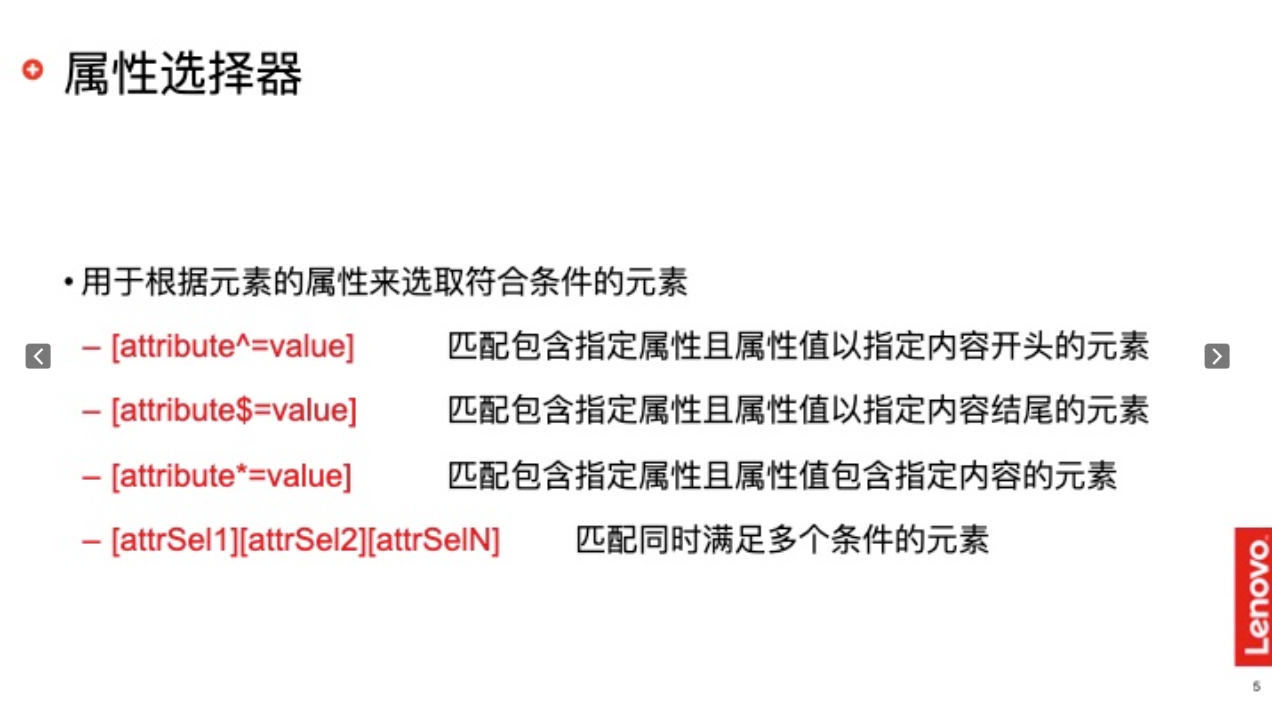 属性选择器
• 用于根据元素的属性来选取符合条件的元素
– [attribute^=value] 匹配包含指定属性且属性值以指定内容开头的元素
– [attribute$=value] 匹配包含指定属性且属性值以指定内容结尾的元素
– [attribute*=value] 匹配包含指定属性且属性值包含指定内容的元素
– [attrSel1][attrSel2][attrSelN] 匹配同时满足多个条件的元素
Lenovo
5